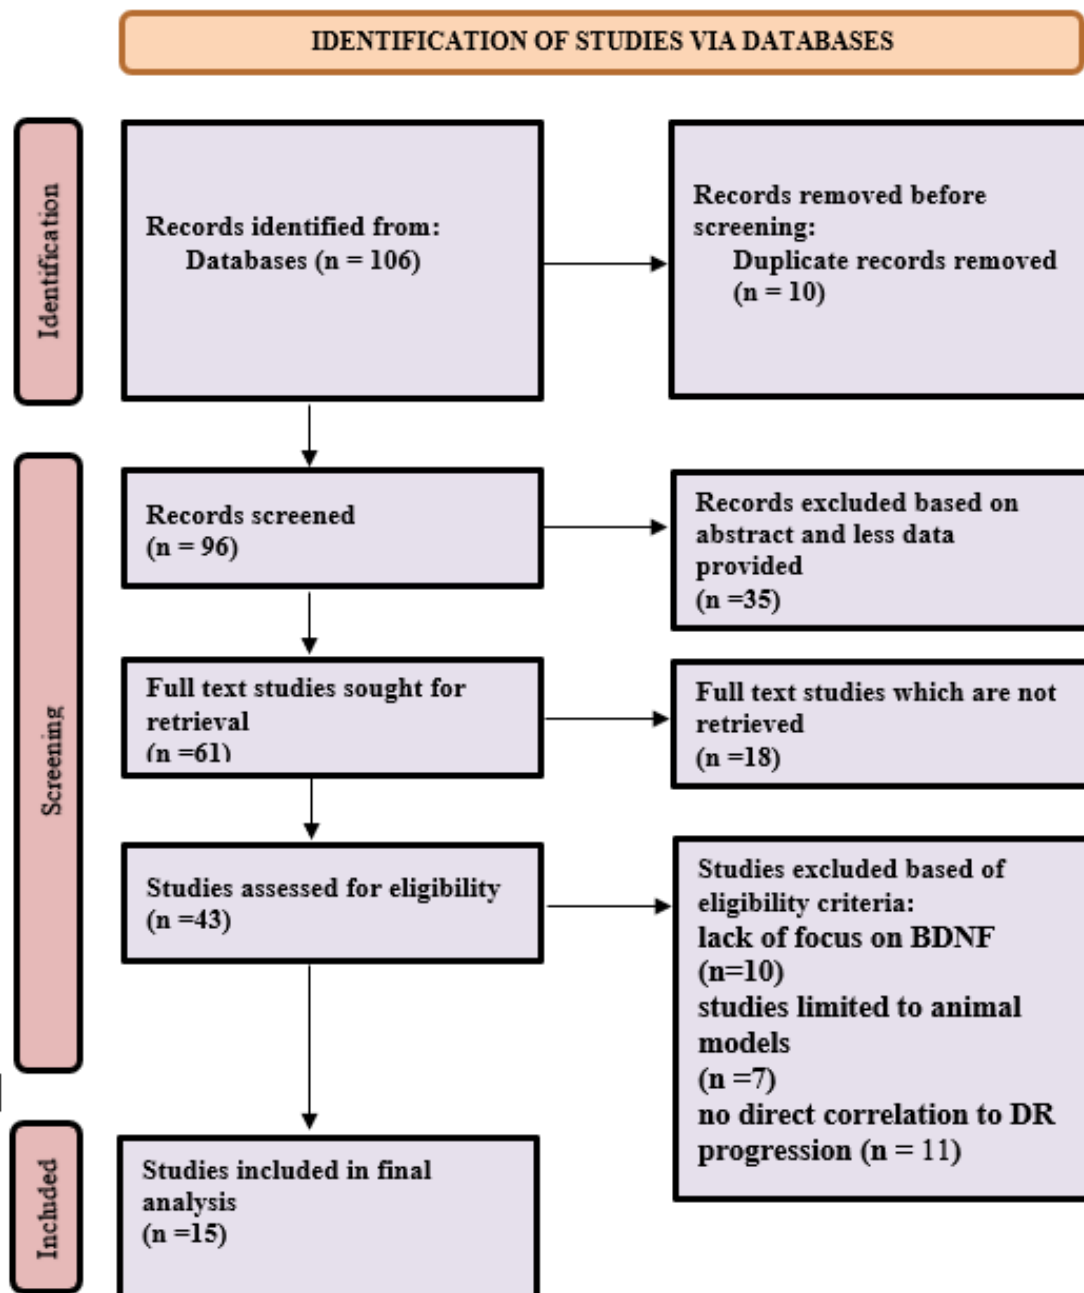 IDENTIFICATION OF STUDIES VIA DATABASES
Identification
Records identified from:
Databases (n = 106)
Records removed before
screening:
Duplicate records removed
(n = 10)
Screening
Records screened
(n = 96)
Records excluded based on
abstract and less data
provided
(n =35)
Full text studies sought for
retrieval
(n =61)
Full text studies which are not
retrieved
(n =18)
Studies assessed for eligibility
(n =43)
Studies excluded based of
eligibility criteria:
lack of focus on BDNF
(n=10)
studies limited to animal
models
(n =7)
no direct correlation to DR
progression (n = 11)
Included
Studies included in final
analysis
(n =15)